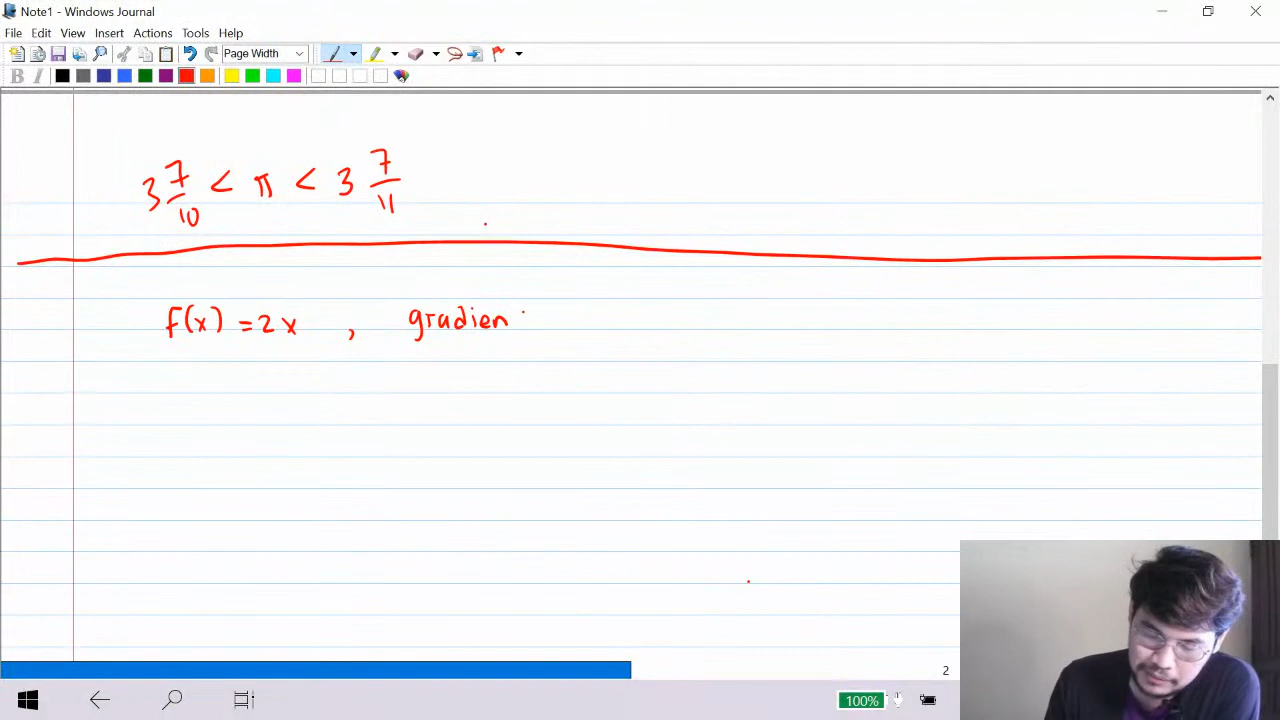 Note1 - Windows Journal
File Edit View Insert Actions Tools Help
Page Width
B I
3 7/10 < π < 3 7/11
f(x) = 2x , gradien
2
100%